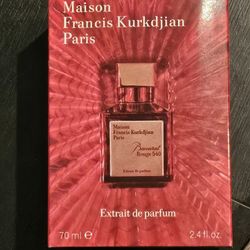 Maison
Francis Kurkdjian
Paris
Maison
Francis Kurkdjian
Paris
Baccarat
Rouge 540
Extrait de parfum
Extrait de parfum
70 ml e 2.4 fl.oz.